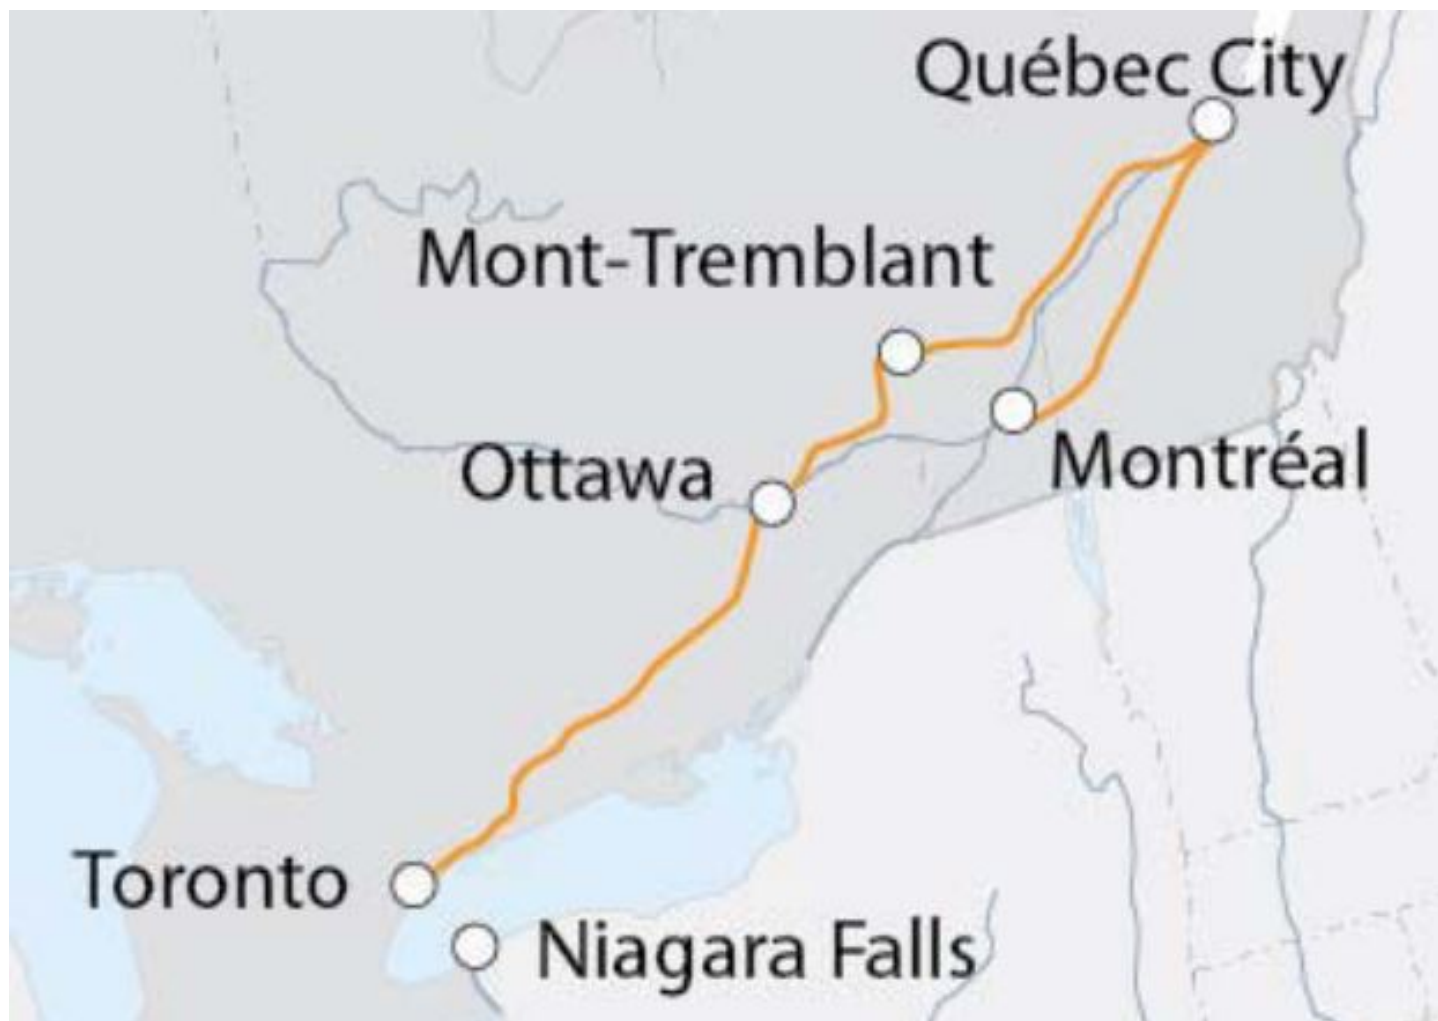 Québec City
Mont-Tremblant
Ottawa
Montréal
Toronto
Niagara Falls